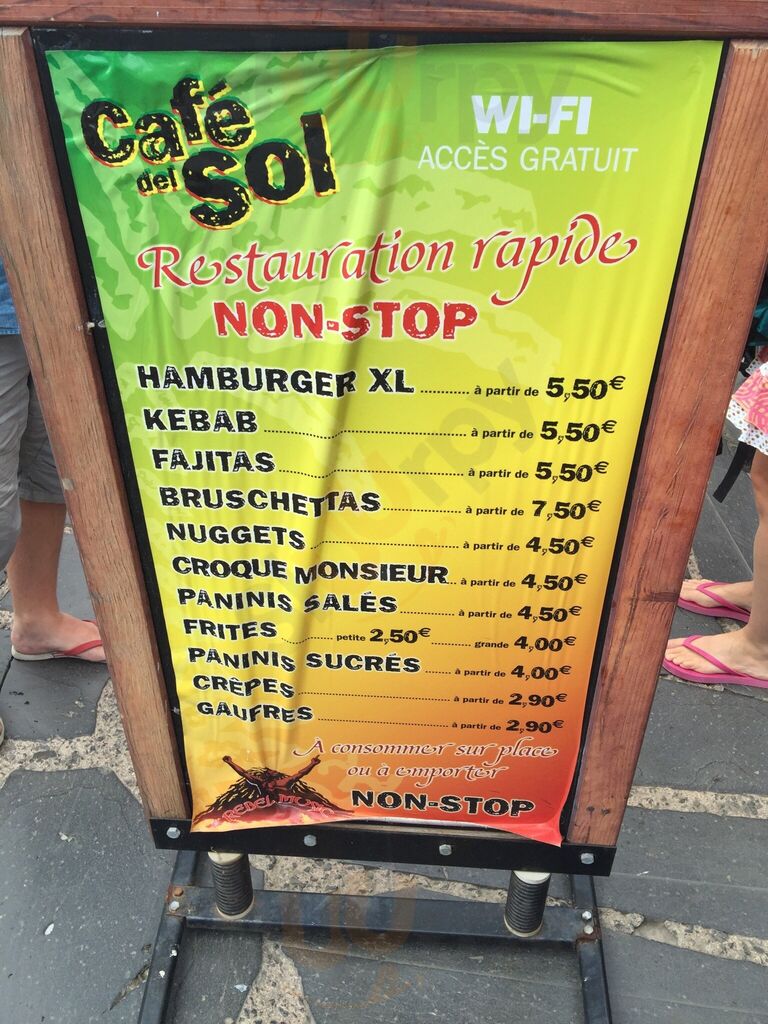 Café
del Sol
WI-FI
ACCÈS GRATUIT
Restauration rapide
NON-STOP
HAMBURGER XL .......... à partir de 5,50€
KEBAB .......... à partir de 5,50€
FAJITAS .......... à partir de 5,50€
BRUSCHETTAS .......... à partir de 7,50€
NUGGETS .......... à partir de 4,50€
CROQUE MONSIEUR .. à partir de 4,50€
PANINIS SALÉS .......... à partir de 4,50€
FRITES .......... petite 2,50€ .......... grande 4,00€
PANINIS SUCRÉS .......... à partir de 4,00€
CRÊPES .......... à partir de 2,90€
GAUFRES .......... à partir de 2,90€
À consommer sur place
ou à emporter
NON-STOP